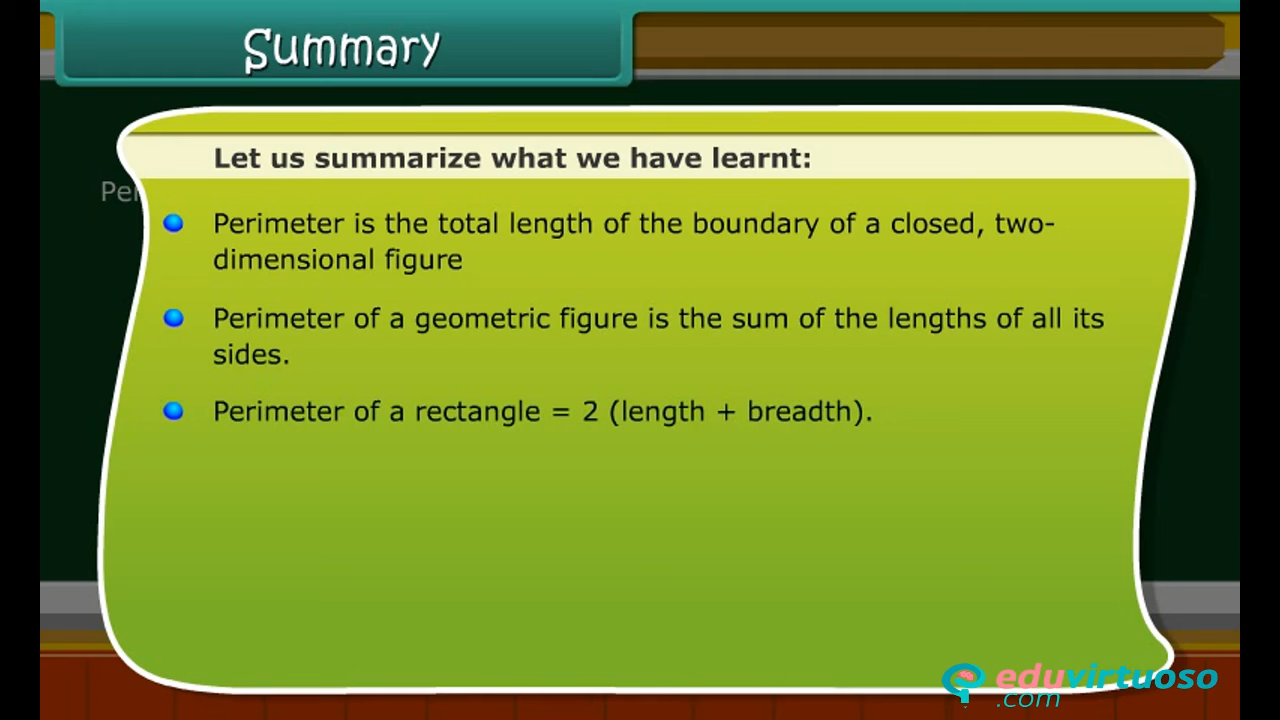 Summary
Let us summarize what we have learnt:
Per
Perimeter is the total length of the boundary of a closed, two-
dimensional figure
Perimeter of a geometric figure is the sum of the lengths of all its
sides.
Perimeter of a rectangle = 2 (length + breadth).
eduvirtuoso
.com